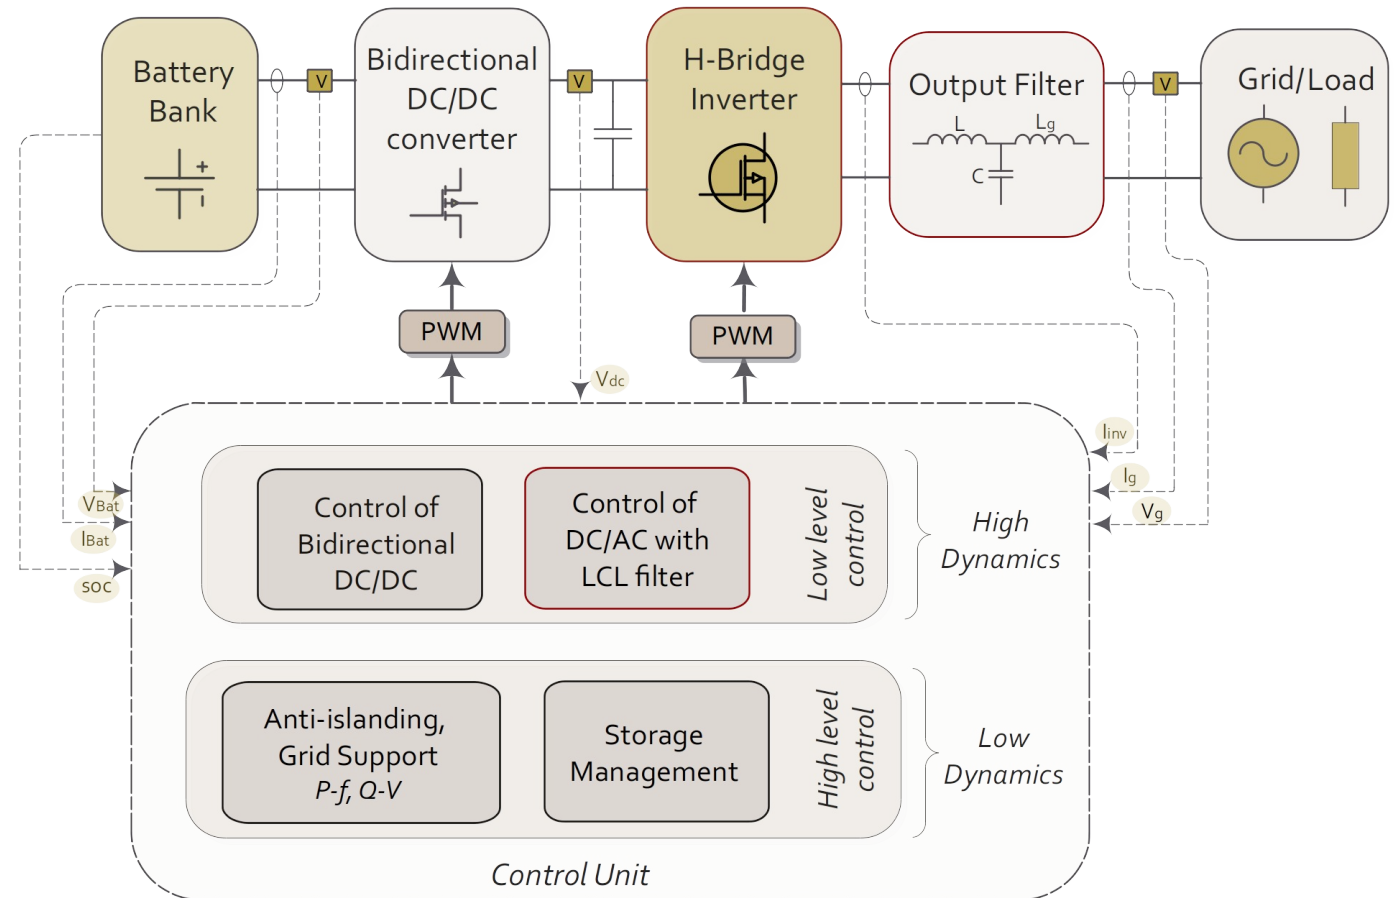 Battery
Bank
+
V
Bidirectional
DC/DC
converter
V
H-Bridge
Inverter
Output Filter
L
Lg
C
V
Grid/Load
PWM
PWM
Vdc
VBat
IBat
SOC
Iinv
Ig
Vg
Control of
Bidirectional
DC/DC
Control of
DC/AC with
LCL filter
Low level
control
High
Dynamics
Anti-islanding,
Grid Support
P-f, Q-V
Storage
Management
High level
control
Low
Dynamics
Control Unit